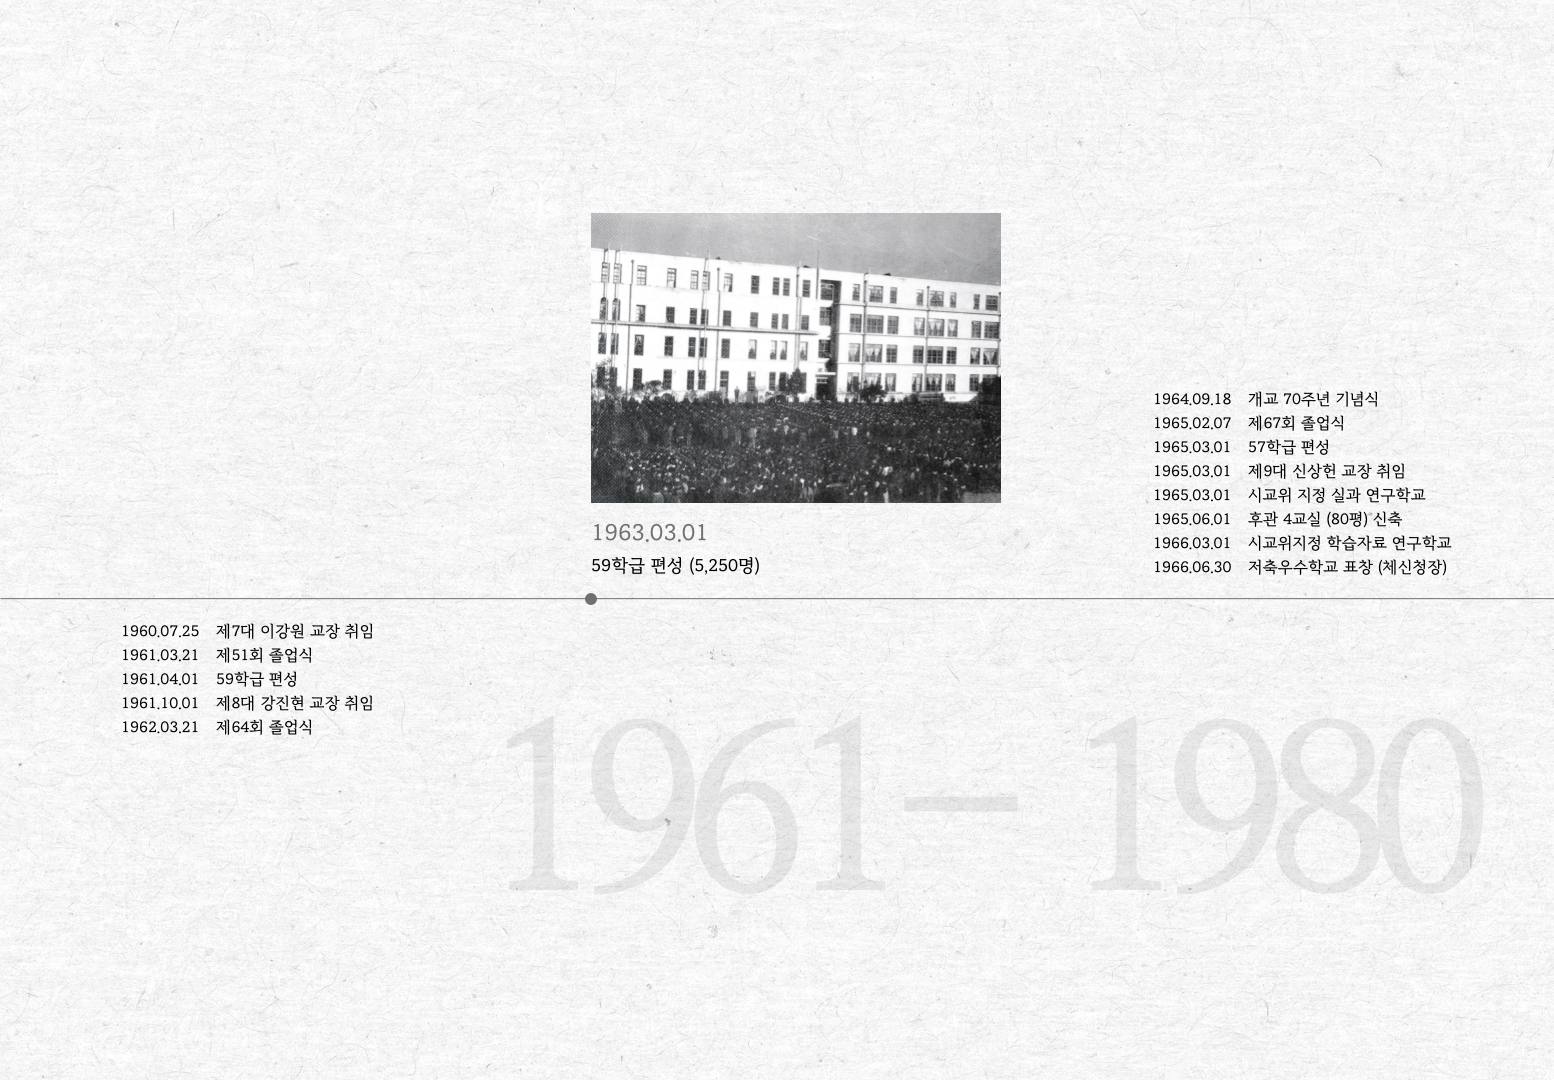 1963.03.01
59학급 편성 (5,250명)
1964.09.18 개교 70주년 기념식
1965.02.07 제67회 졸업식
1965.03.01 57학급 편성
1965.03.01 제9대 신상헌 교장 취임
1965.03.01 시교위 지정 실과 연구학교
1965.06.01 후관 4교실 (80평) 신축
1966.03.01 시교위지정 학습자료 연구학교
1966.06.30 저축우수학교 표창 (체신청장)
1960.07.25 제7대 이강원 교장 취임
1961.03.21 제51회 졸업식
1961.04.01 59학급 편성
1961.10.01 제8대 강진현 교장 취임
1962.03.21 제64회 졸업식
1961 — 1980